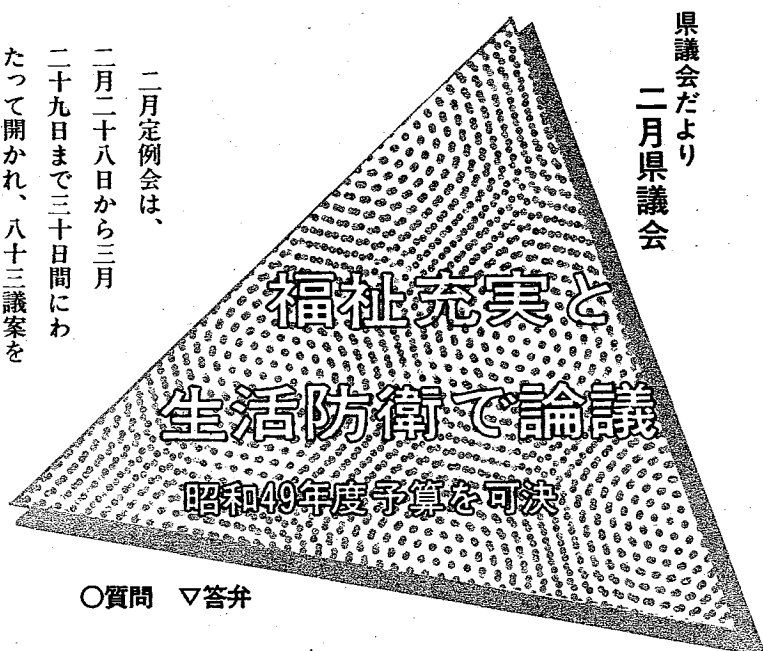 県議会だより
二月県議会
福祉充実と
生活防衛で論議
昭和49年度予算を可決
二月定例会は、
二月二十八日から三月
二十九日まで三十日間にわ
たって開かれ、八十三議案を
〇質問　▽答弁